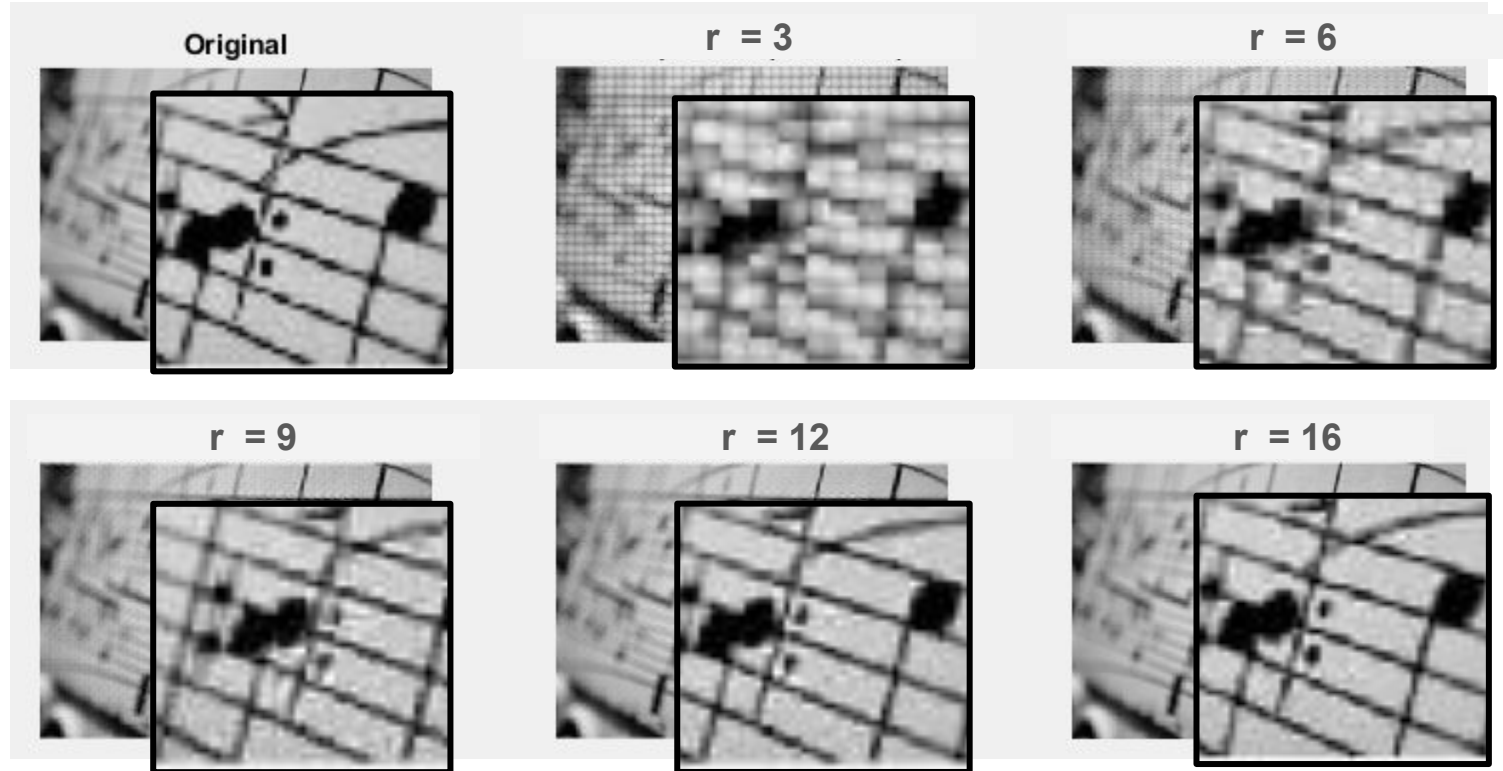 Original
r = 3
r = 6
r = 9
r = 12
r = 16